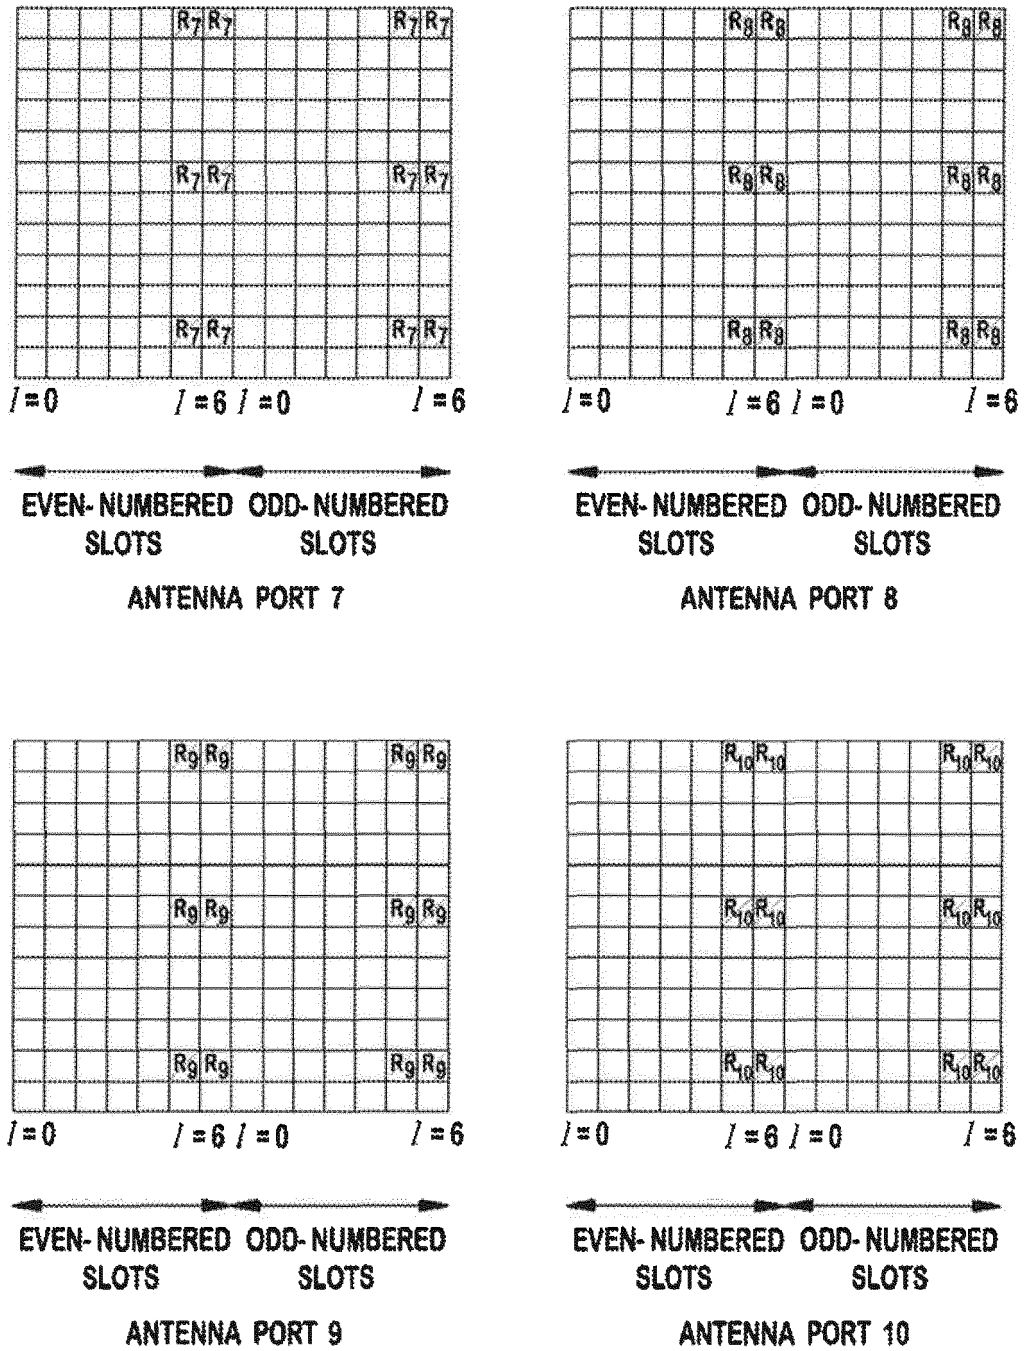 R7 R7 R7 R7 R8 R8 R8 R8
R7 R7 R7 R7 R8 R8 R8 R8
R7 R7 R7 R7 R8 R8 R8 R8
l=0 l=6 l=0 l=6 l=0 l=6 l=0 l=6
EVEN-NUMBERED ODD-NUMBERED EVEN-NUMBERED ODD-NUMBERED
SLOTS SLOTS SLOTS SLOTS
ANTENNA PORT 7 ANTENNA PORT 8
R9 R9 R9 R9 R10 R10 R10 R10
R9 R9 R9 R9 R10 R10 R10 R10
R9 R9 R9 R9 R10 R10 R10 R10
l=0 l=6 l=0 l=6 l=0 l=6 l=0 l=6
EVEN-NUMBERED ODD-NUMBERED EVEN-NUMBERED ODD-NUMBERED
SLOTS SLOTS SLOTS SLOTS
ANTENNA PORT 9 ANTENNA PORT 10